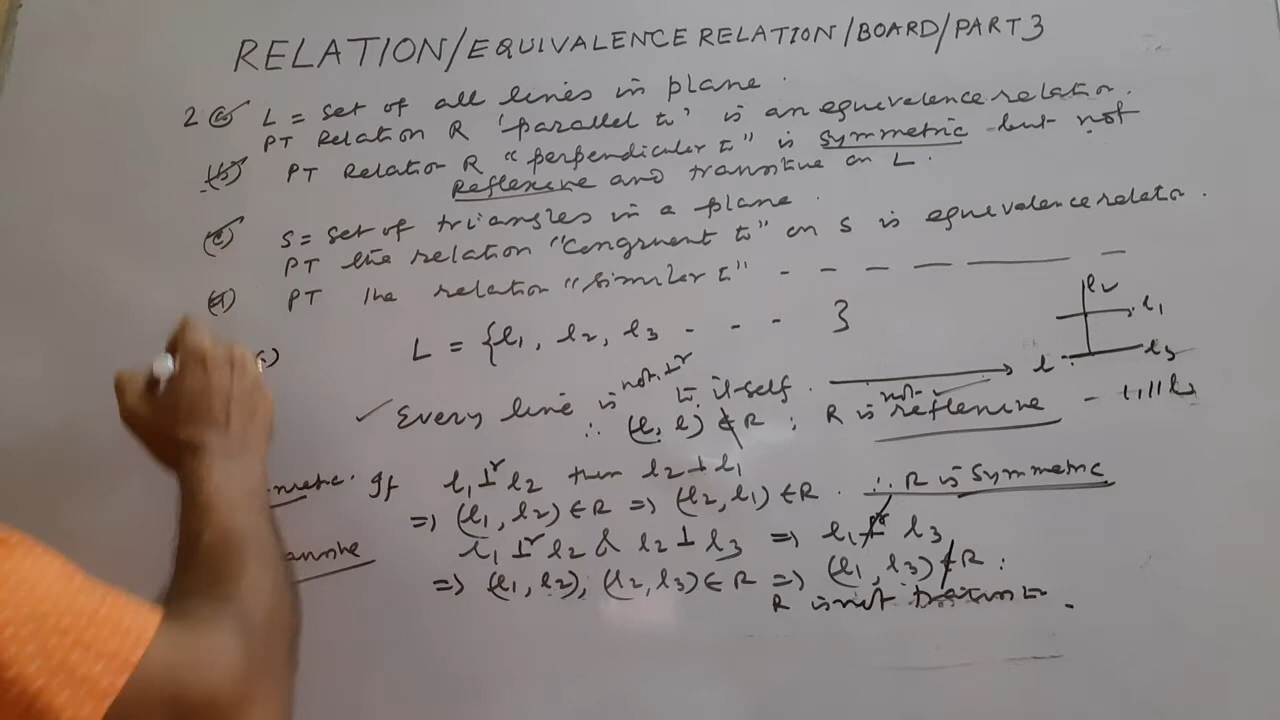 RELATION/EQUIVALENCE RELATION/BOARD/PART 3
2 (a) L = set of all lines in plane.
PT Relation R 'parallel to' is an equivalence relation.
(b) PT Relation R "perpendicular to" is symmetric but not
Reflexive and transitive on L.
(c) S = set of triangles in a plane.
PT the relation "congruent to" on S is equivalence relation.
(d) PT the relation "similar to" - - - - -
L = {l1, l2, l3 - - - }
l2
l1
l
l3
Every line is not ⊥r to itself.
∴ (l, l) ∉ R ; R is not reflexive - l1 || l3
If l1 ⊥r l2 then l2 ⊥ l1
⇒ (l1, l2) ∈ R ⇒ (l2, l1) ∈ R. ∴ R is symmetric
l1 ⊥r l2 & l2 ⊥ l3 ⇒ l1 ⊥̸r l3
⇒ (l1, l2), (l2, l3) ∈ R ⇒ (l1, l3) ∉ R :
R is not